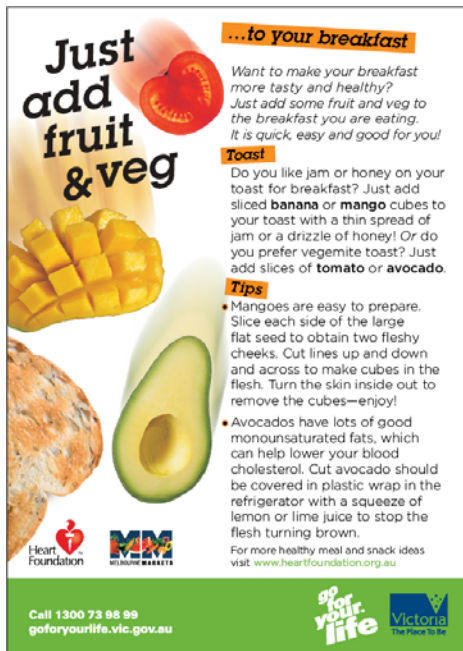 Just
add
fruit
& veg
...to your breakfast
Want to make your breakfast
more tasty and healthy?
Just add some fruit and veg to
the breakfast you are eating.
It is quick, easy and good for you!
Toast
Do you like jam or honey on your
toast for breakfast? Just add
sliced banana or mango cubes to
your toast with a thin spread of
jam or a drizzle of honey! Or do
you prefer vegemite toast? Just
add slices of tomato or avocado.
Tips
• Mangoes are easy to prepare.
Slice each side of the large
flat seed to obtain two fleshy
cheeks. Cut lines up and down
and across to make cubes in the
flesh. Turn the skin inside out to
remove the cubes—enjoy!
• Avocados have lots of good
monounsaturated fats, which
can help lower your blood
cholesterol. Cut avocado should
be covered in plastic wrap in the
refrigerator with a squeeze of
lemon or lime juice to stop the
flesh turning brown.
For more healthy meal and snack ideas
visit www.heartfoundation.org.au
Heart
Foundation
MM
MELBOURNE MARKETS
Call 1300 73 98 99
goforyourlife.vic.gov.au
go
for
your.
life
Victoria
The Place To Be